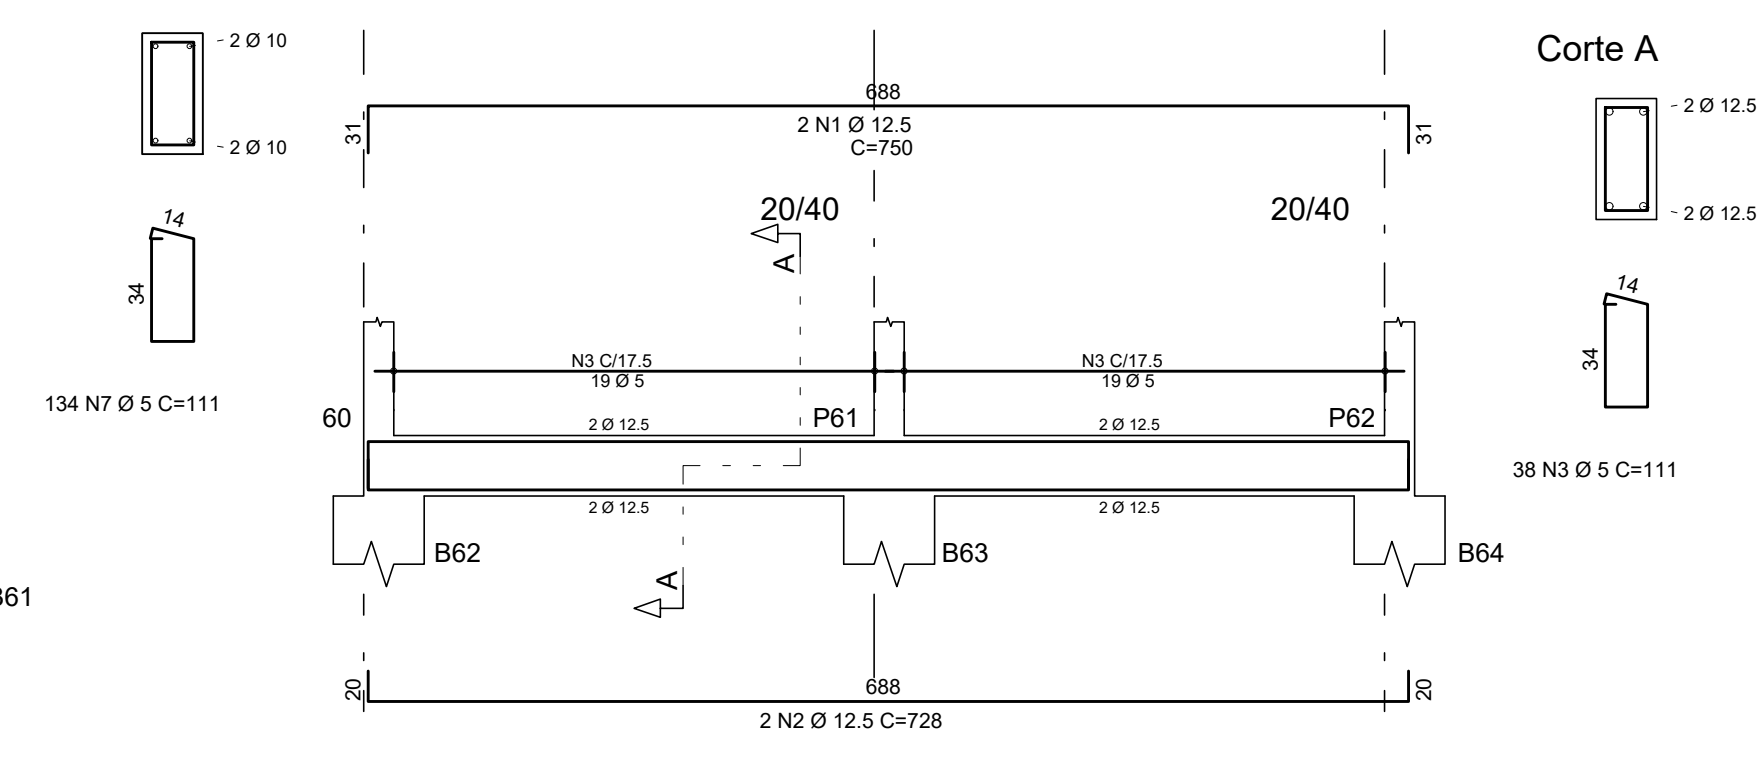 2 Ø 10
2 Ø 10
14
34
134 N7 Ø 5 C=111
61
688
31
2 N1 Ø 12.5
C=750
31
20/40
20/40
A
N3 C/17.5
19 Ø 5
N3 C/17.5
19 Ø 5
60
2 Ø 12.5
P61
2 Ø 12.5
P62
2 Ø 12.5
2 Ø 12.5
B62
B63
B64
A
20
688
20
2 N2 Ø 12.5 C=728
Corte A
2 Ø 12.5
2 Ø 12.5
14
34
38 N3 Ø 5 C=111